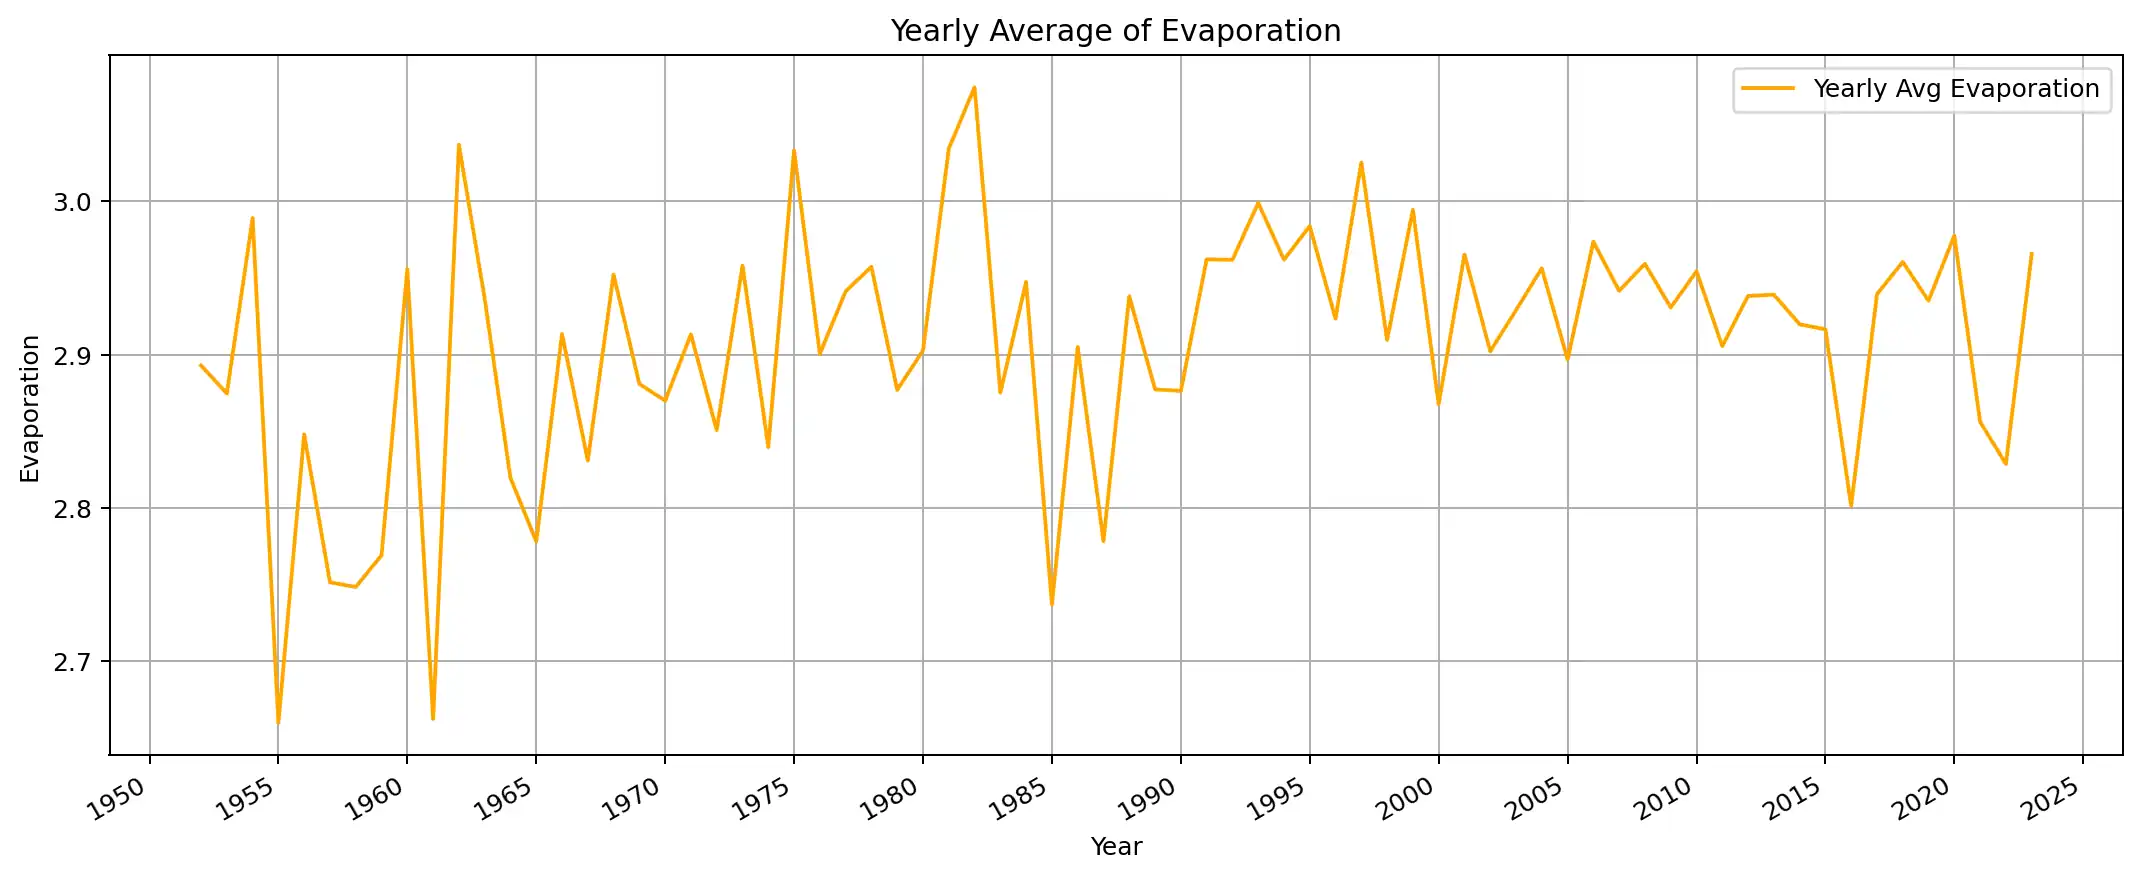 Yearly Average of Evaporation
Yearly Avg Evaporation
Evaporation
3.0
2.9
2.8
2.7
1950 1955 1960 1965 1970 1975 1980 1985 1990 1995 2000 2005 2010 2015 2020 2025
Year